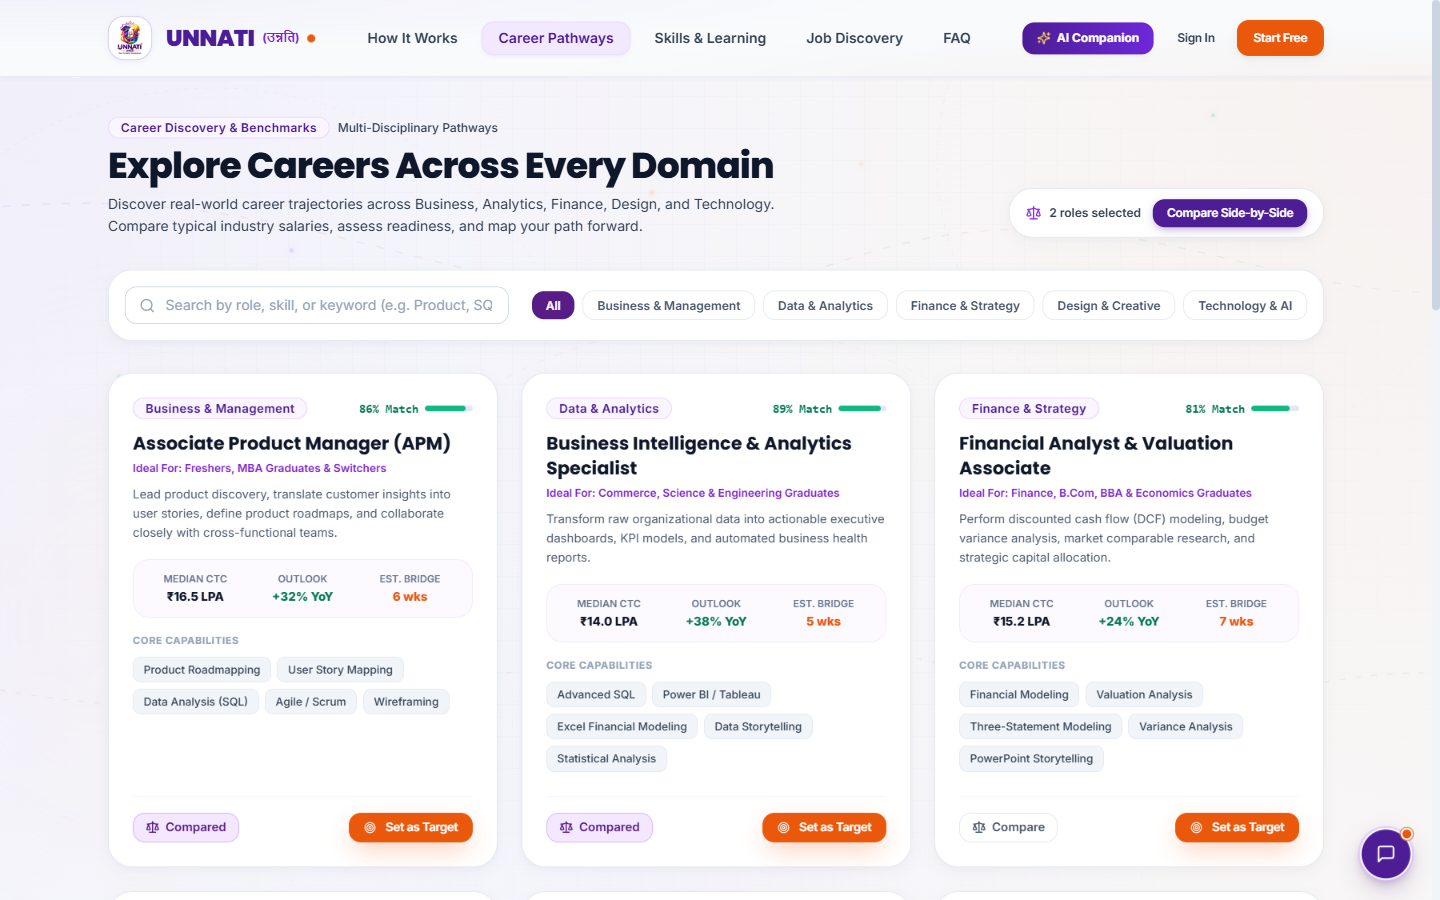 UNNATI
UNNATI (उन्नति)
How It Works
Career Pathways
Skills & Learning
Job Discovery
FAQ
AI Companion
Sign In
Start Free
Career Discovery & Benchmarks
Multi-Disciplinary Pathways
Explore Careers Across Every Domain
Discover real-world career trajectories across Business, Analytics, Finance, Design, and Technology.
Compare typical industry salaries, assess readiness, and map your path forward.
2 roles selected
Compare Side-by-Side
Search by role, skill, or keyword (e.g. Product, SQ
All
Business & Management
Data & Analytics
Finance & Strategy
Design & Creative
Technology & AI
Business & Management
86% Match
Associate Product Manager (APM)
Ideal For: Freshers, MBA Graduates & Switchers
Lead product discovery, translate customer insights into
user stories, define product roadmaps, and collaborate
closely with cross-functional teams.
MEDIAN CTC
OUTLOOK
EST. BRIDGE
₹16.5 LPA
+32% YoY
6 wks
CORE CAPABILITIES
Product Roadmapping
User Story Mapping
Data Analysis (SQL)
Agile / Scrum
Wireframing
Compared
Set as Target
Data & Analytics
89% Match
Business Intelligence & Analytics
Specialist
Ideal For: Commerce, Science & Engineering Graduates
Transform raw organizational data into actionable executive
dashboards, KPI models, and automated business health
reports.
MEDIAN CTC
OUTLOOK
EST. BRIDGE
₹14.0 LPA
+38% YoY
5 wks
CORE CAPABILITIES
Advanced SQL
Power BI / Tableau
Excel Financial Modeling
Data Storytelling
Statistical Analysis
Compared
Set as Target
Finance & Strategy
81% Match
Financial Analyst & Valuation
Associate
Ideal For: Finance, B.Com, BBA & Economics Graduates
Perform discounted cash flow (DCF) modeling, budget
variance analysis, market comparable research, and
strategic capital allocation.
MEDIAN CTC
OUTLOOK
EST. BRIDGE
₹15.2 LPA
+24% YoY
7 wks
CORE CAPABILITIES
Financial Modeling
Valuation Analysis
Three-Statement Modeling
Variance Analysis
PowerPoint Storytelling
Compare
Set as Target